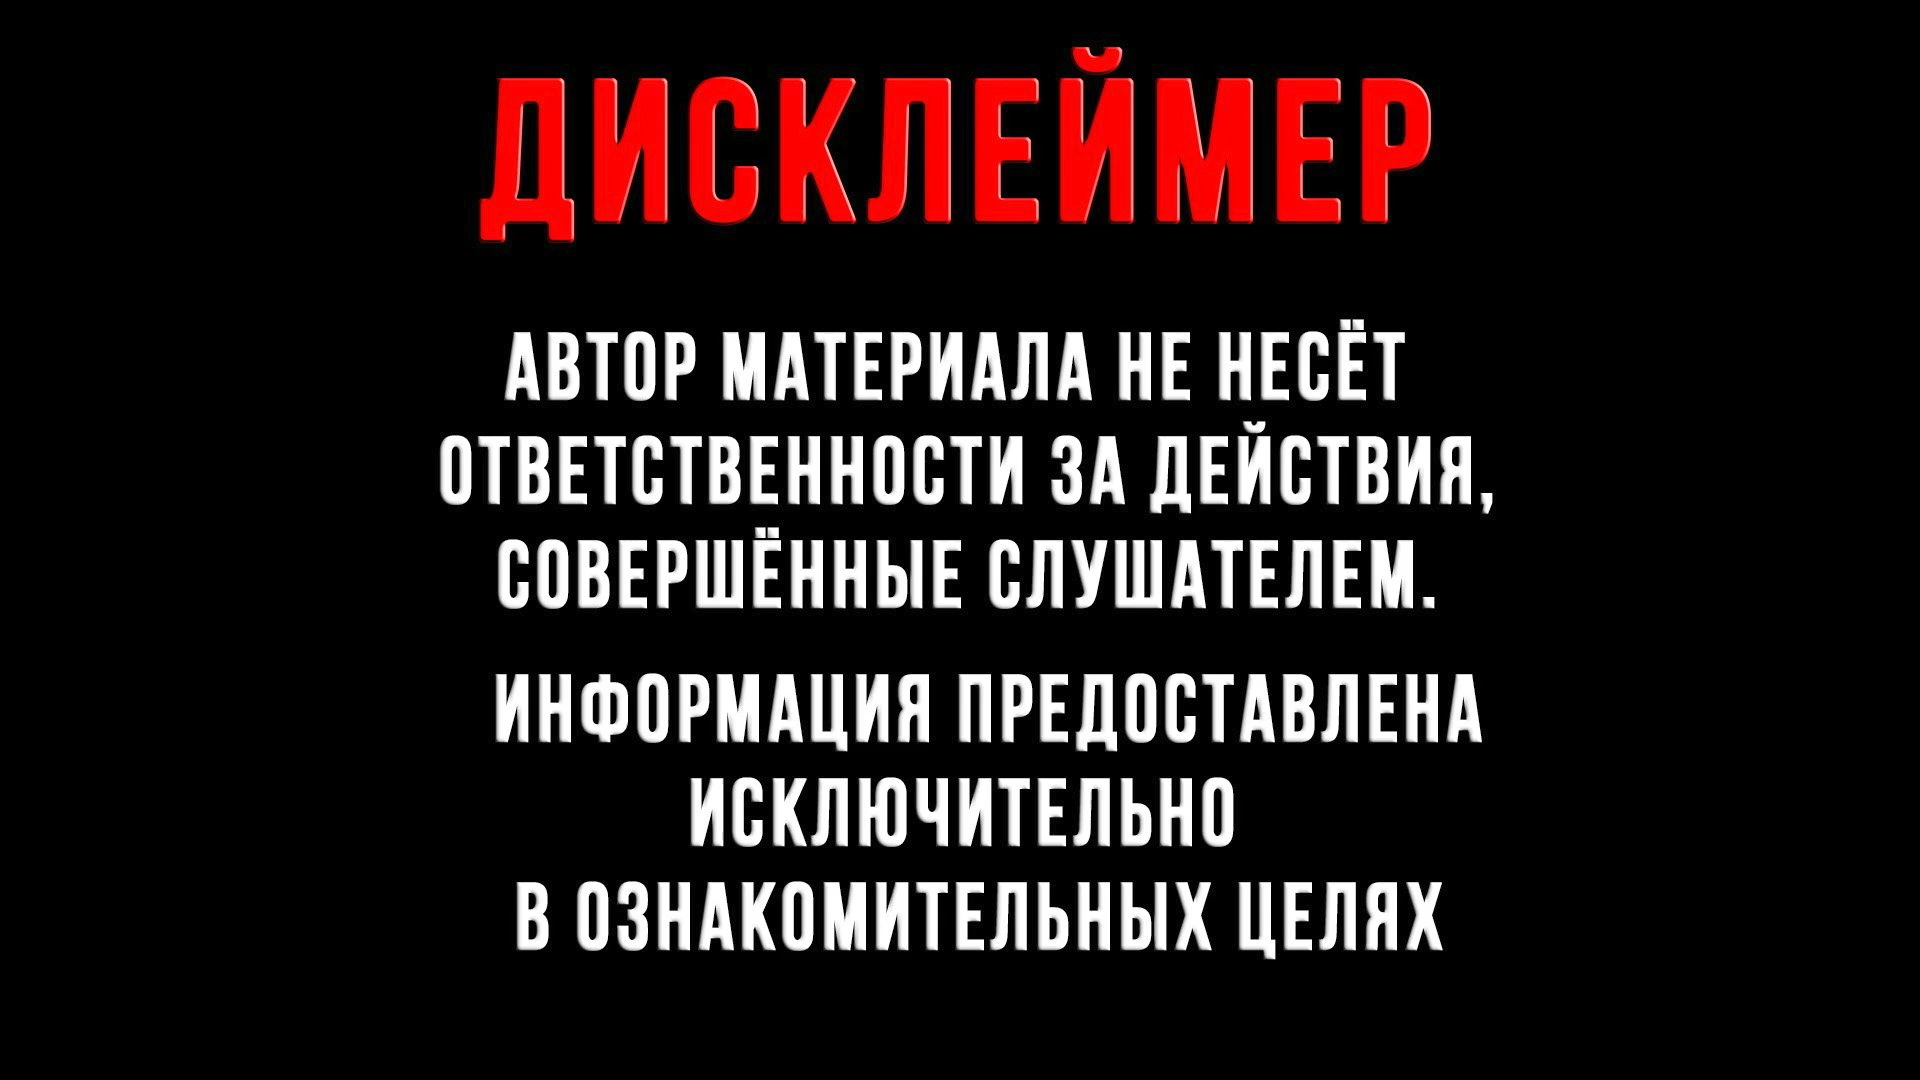 ДИСКЛЕЙМЕР
АВТОР МАТЕРИАЛА НЕ НЕСЁТ
ОТВЕТСТВЕННОСТИ ЗА ДЕЙСТВИЯ,
СОВЕРШЁННЫЕ СЛУШАТЕЛЕМ.
ИНФОРМАЦИЯ ПРЕДОСТАВЛЕНА
ИСКЛЮЧИТЕЛЬНО
В ОЗНАКОМИТЕЛЬНЫХ ЦЕЛЯХ